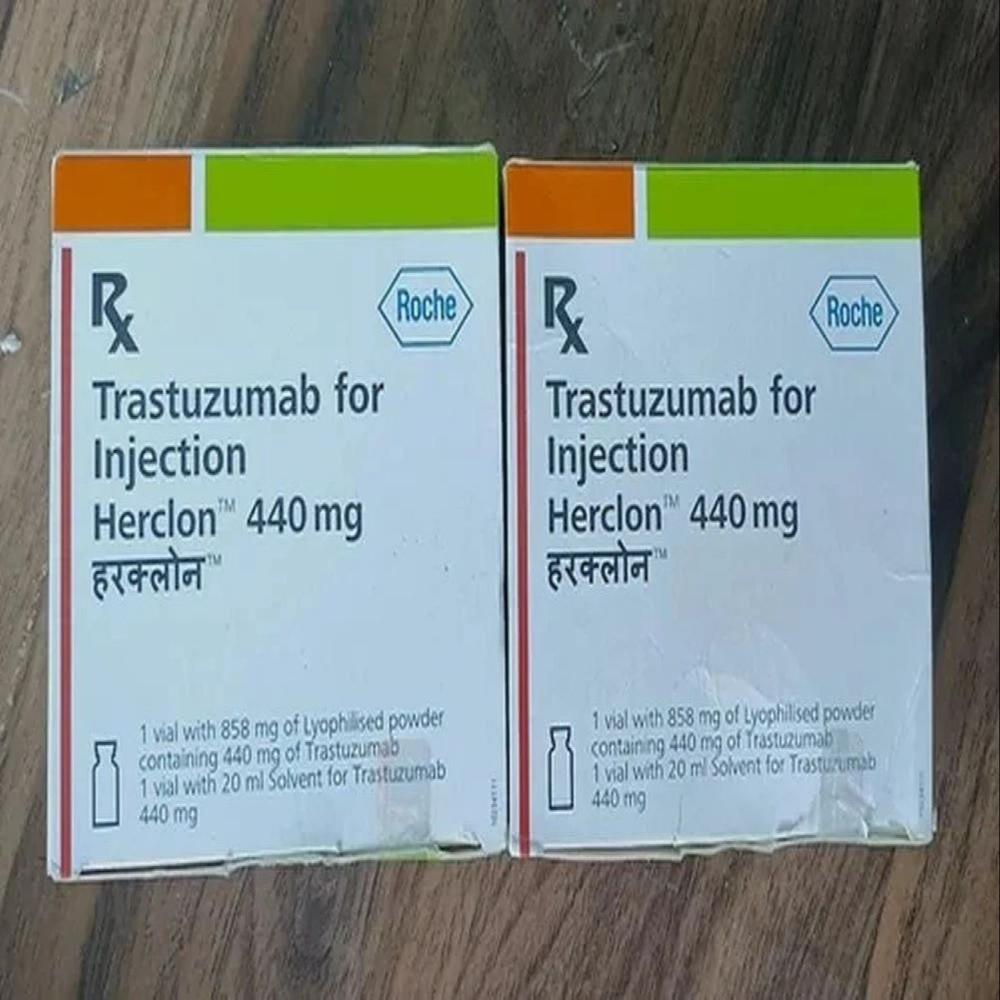 Rx
Roche
Trastuzumab for
Injection
Herclon™ 440 mg
हरक्लोन™
1 vial with 858 mg of Lyophilised powder
containing 440 mg of Trastuzumab
1 vial with 20 ml Solvent for Trastuzumab
440 mg
Rx
Roche
Trastuzumab for
Injection
Herclon™ 440 mg
हरक्लोन™
1 vial with 858 mg of Lyophilised powder
containing 440 mg of Trastuzumab
1 vial with 20 ml Solvent for Trastuzumab
440 mg